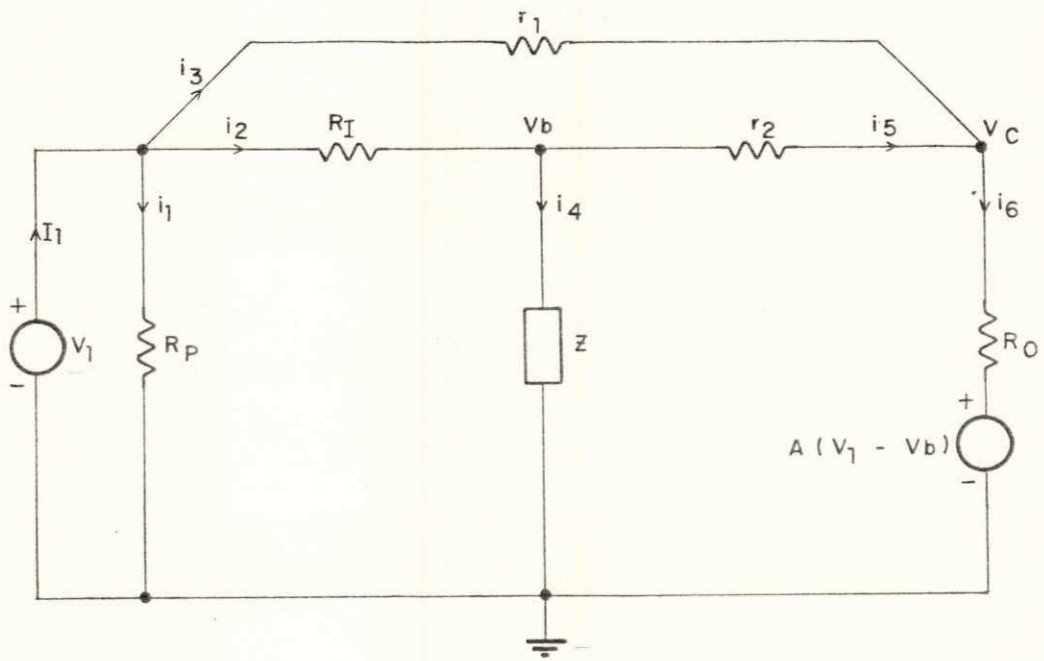 r1
i3
i2
RI
Vb
r2
i5
VC
i1
i4
i6
I1
+
V1
-
RP
Z
RO
+
A(V1 - Vb)
-